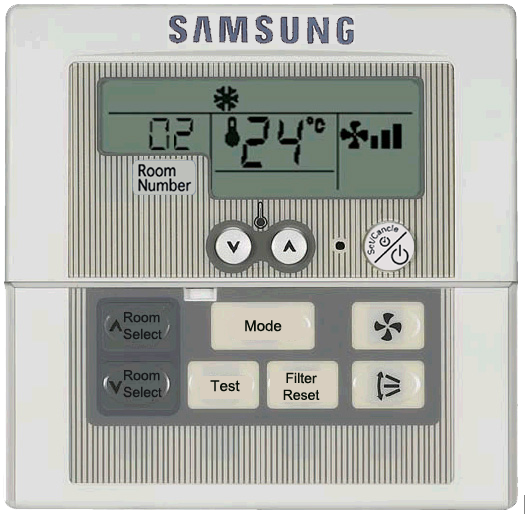 SAMSUNG
02
24°C
Room
Number
Set/Cancle
Room
Select
Mode
Room
Select
Test
Filter
Reset